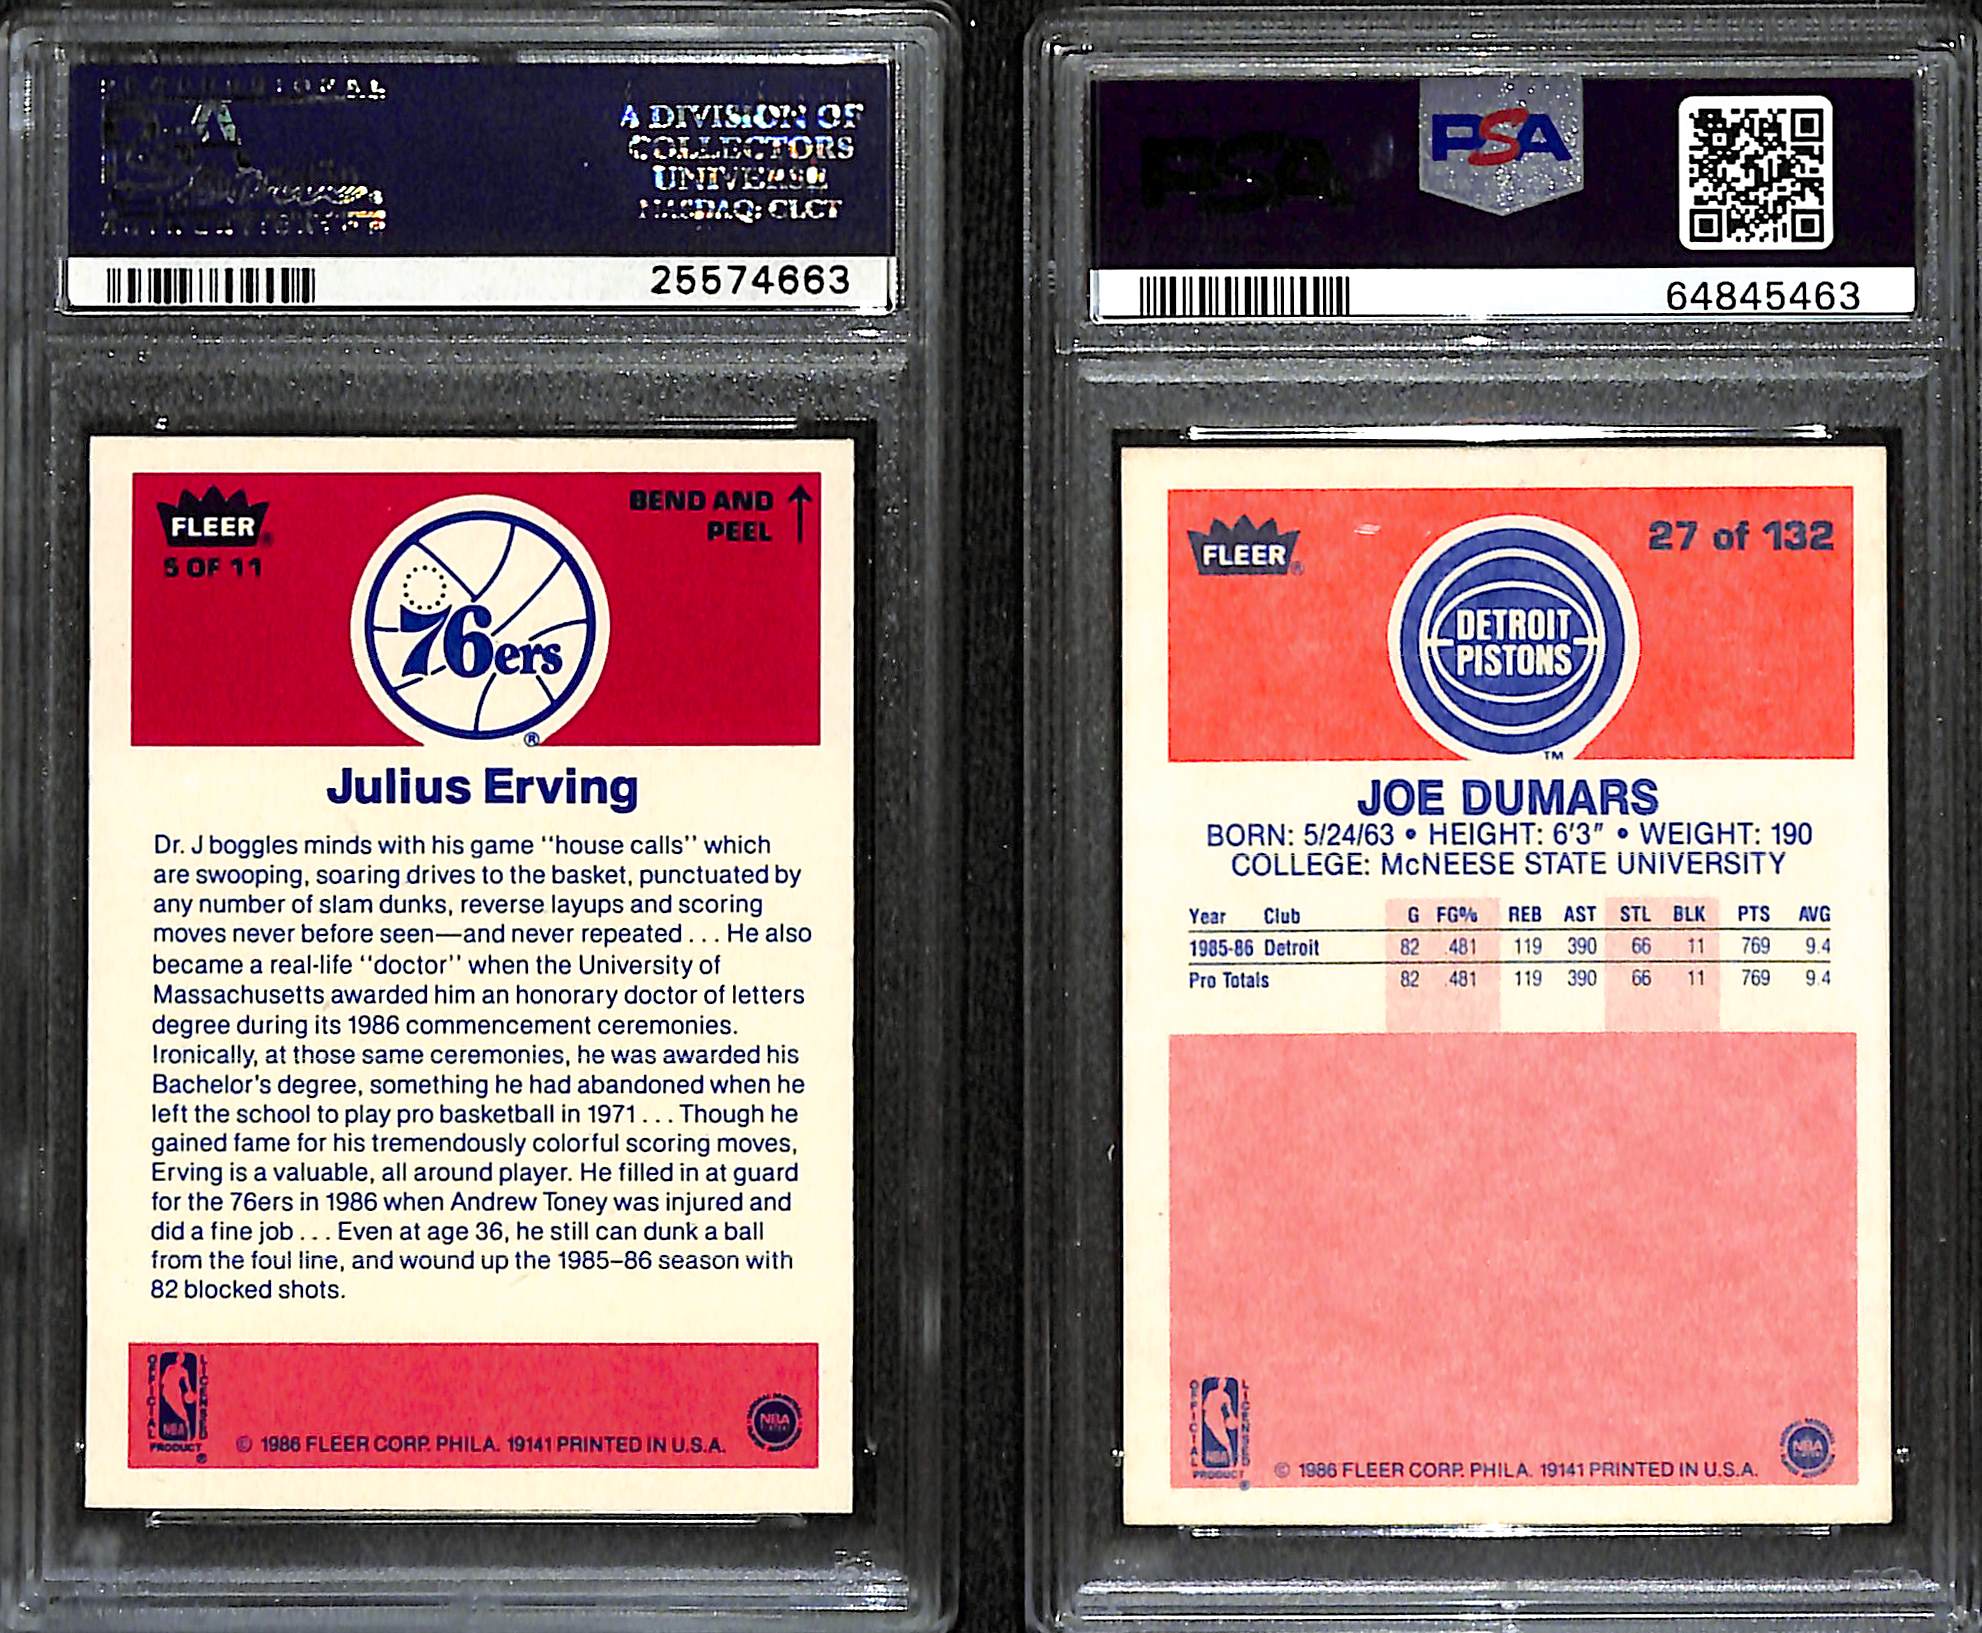 A DIVISION OF
COLLECTORS
UNIVERSE
NASDAQ: CLCT
25574663
FLEER®
5 OF 11
BEND AND
PEEL
76ers
®
Julius Erving
Dr. J boggles minds with his game "house calls" which
are swooping, soaring drives to the basket, punctuated by
any number of slam dunks, reverse layups and scoring
moves never before seen—and never repeated . . . He also
became a real-life "doctor" when the University of
Massachusetts awarded him an honorary doctor of letters
degree during its 1986 commencement ceremonies.
Ironically, at those same ceremonies, he was awarded his
Bachelor's degree, something he had abandoned when he
left the school to play pro basketball in 1971 . . . Though he
gained fame for his tremendously colorful scoring moves,
Erving is a valuable, all around player. He filled in at guard
for the 76ers in 1986 when Andrew Toney was injured and
did a fine job . . . Even at age 36, he still can dunk a ball
from the foul line, and wound up the 1985–86 season with
82 blocked shots.
OFFICIAL
LICENSED
NBA
PRODUCT
®
© 1986 FLEER CORP. PHILA. 19141 PRINTED IN U.S.A.
NBA
PSA
PSA
64845463
FLEER®
27 of 132
DETROIT
PISTONS
TM
JOE DUMARS
BORN: 5/24/63 • HEIGHT: 6'3" • WEIGHT: 190
COLLEGE: McNEESE STATE UNIVERSITY
Year Club G FG% REB AST STL BLK PTS AVG
1985-86 Detroit 82 .481 119 390 66 11 769 9.4
Pro Totals 82 .481 119 390 66 11 769 9.4
OFFICIAL
LICENSED
NBA
PRODUCT
®
© 1986 FLEER CORP. PHILA. 19141 PRINTED IN U.S.A.
NBA